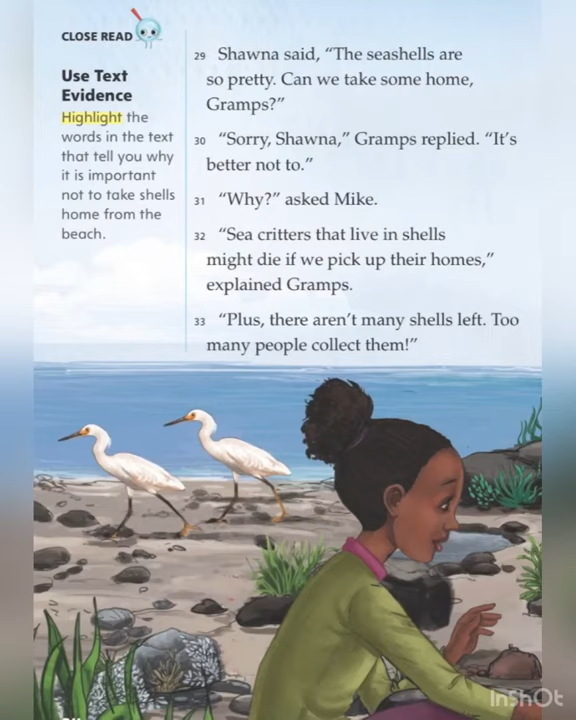 CLOSE READ
Use Text
Evidence
Highlight the
words in the text
that tell you why
it is important
not to take shells
home from the
beach.
29 Shawna said, “The seashells are
so pretty. Can we take some home,
Gramps?”
30 “Sorry, Shawna,” Gramps replied. “It’s
better not to.”
31 “Why?” asked Mike.
32 “Sea critters that live in shells
might die if we pick up their homes,”
explained Gramps.
33 “Plus, there aren’t many shells left. Too
many people collect them!”
InShOt